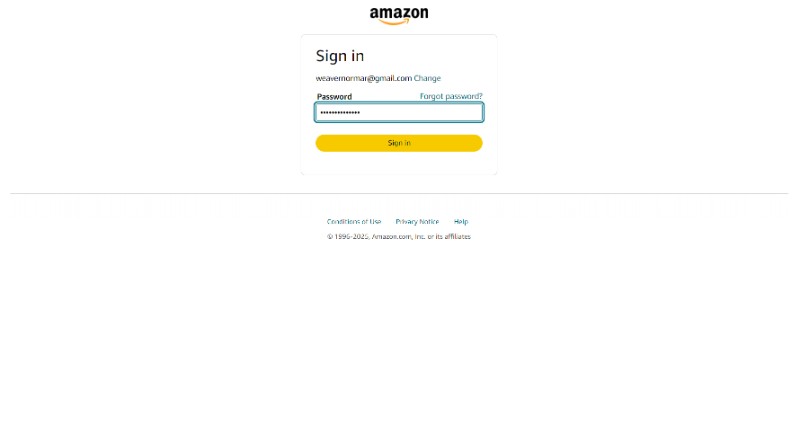 amazon
Sign in
weavernormar@gmail.com Change
Password Forgot password?
••••••••••••••
Sign in
Conditions of Use Privacy Notice Help
© 1996-2025, Amazon.com, Inc. or its affiliates